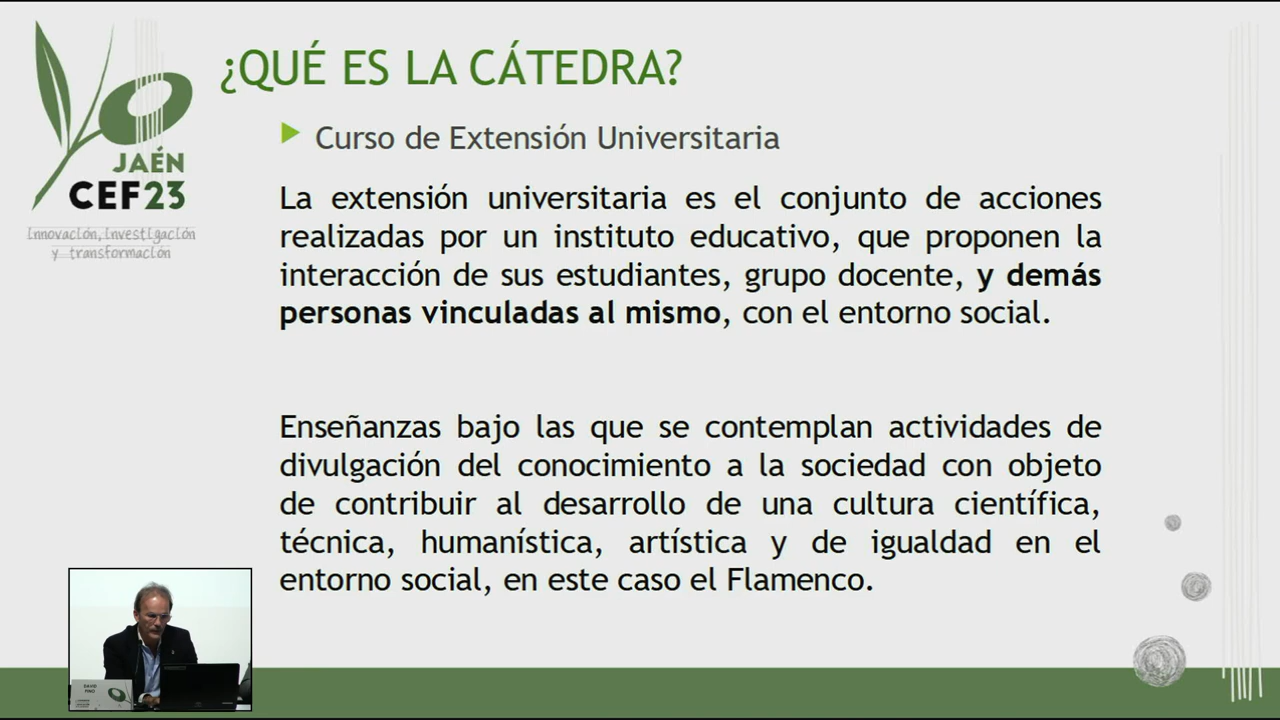 ¿QUÉ ES LA CÁTEDRA?
JAÉN
CEF23
innovación, investigación
y transformación
Curso de Extensión Universitaria
La extensión universitaria es el conjunto de acciones
realizadas por un instituto educativo, que proponen la
interacción de sus estudiantes, grupo docente, y demás
personas vinculadas al mismo, con el entorno social.
Enseñanzas bajo las que se contemplan actividades de
divulgación del conocimiento a la sociedad con objeto
de contribuir al desarrollo de una cultura científica,
técnica, humanística, artística y de igualdad en el
entorno social, en este caso el Flamenco.
DAVID
PINO